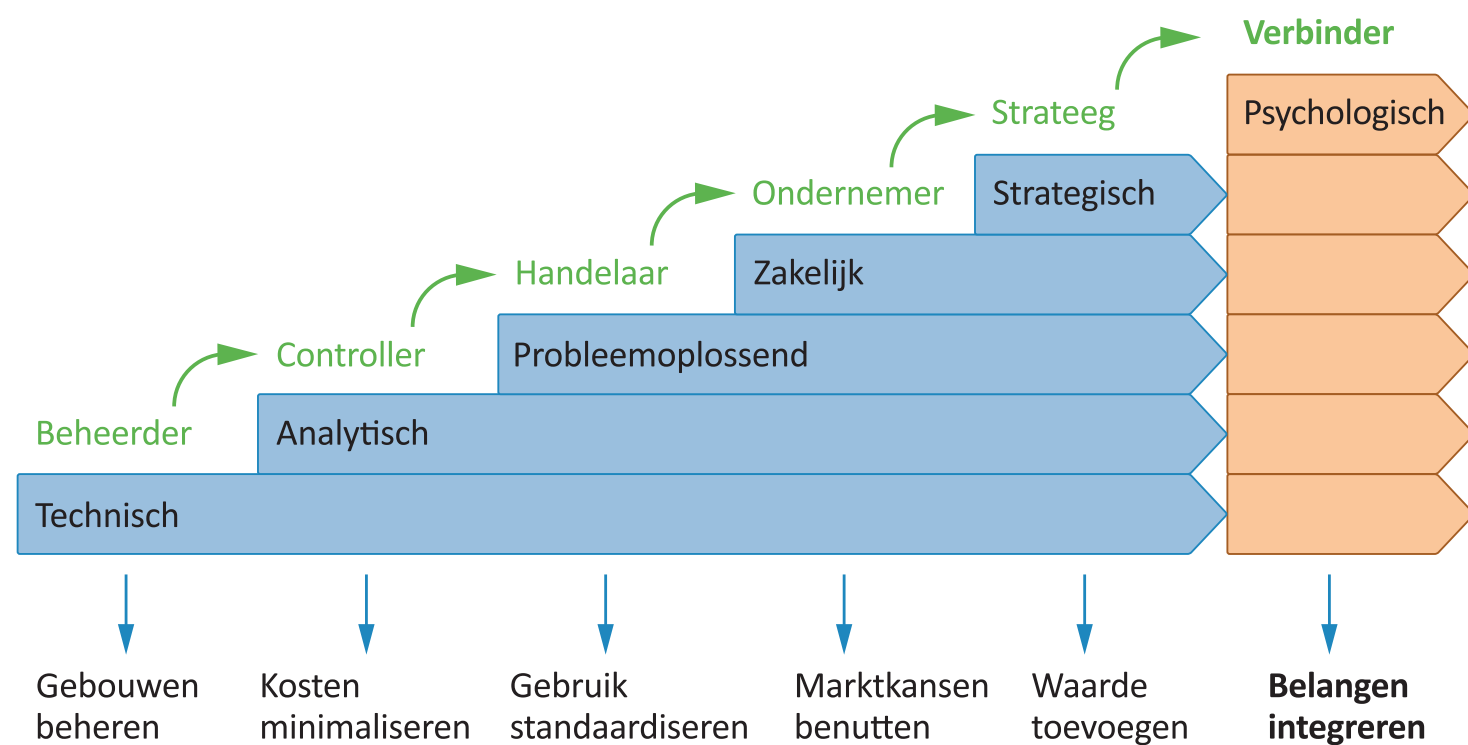 Verbinder
Psychologisch
Strateeg
Strategisch
Ondernemer
Zakelijk
Handelaar
Probleemoplossend
Controller
Analytisch
Beheerder
Technisch
Gebouwen
beheren
Kosten
minimaliseren
Gebruik
standaardiseren
Marktkansen
benutten
Waarde
toevoegen
Belangen
integreren